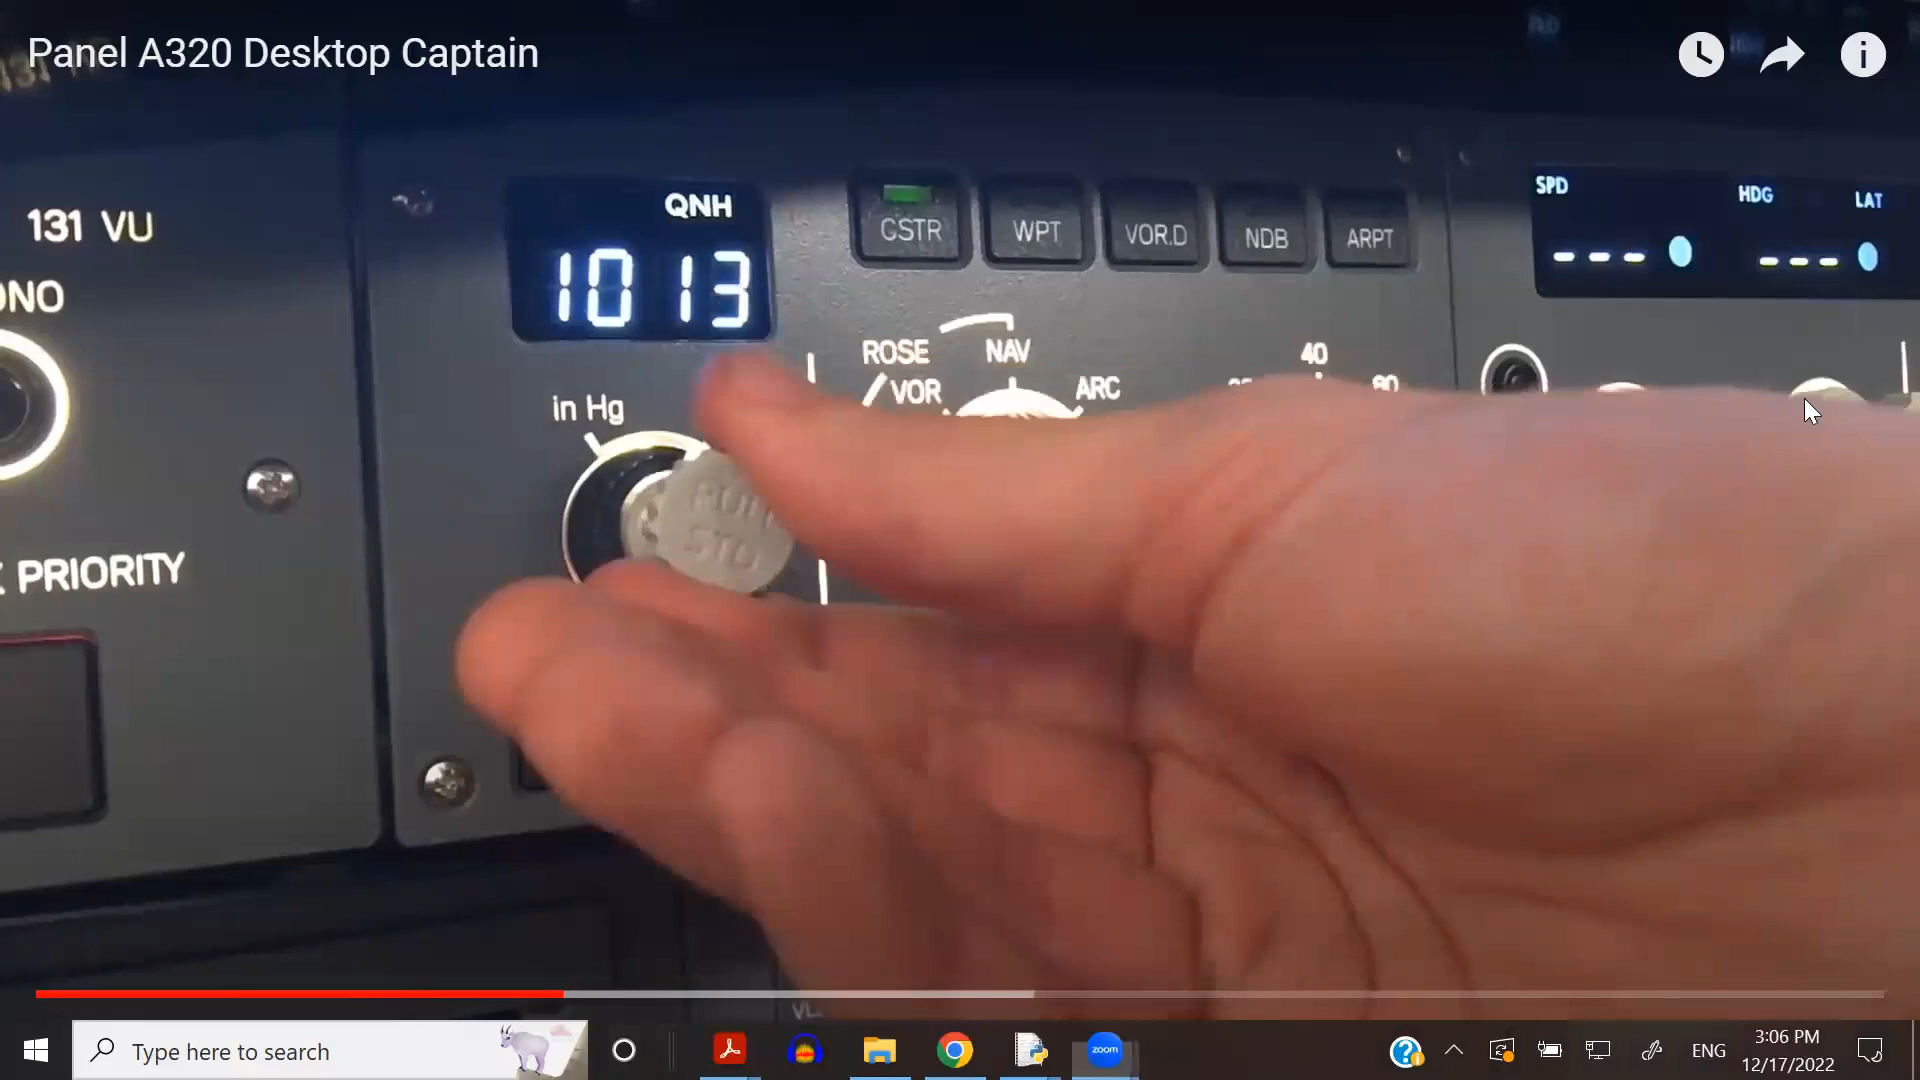 Panel A320 Desktop Captain
131 VU
QNH
1013
CSTR
WPT
VOR.D
NDB
ARPT
SPD
HDG
LAT
---
---
ROSE
NAV
VOR
ARC
40
in Hg
PRIORITY
Type here to search
zoom
ENG
3:06 PM
12/17/2022